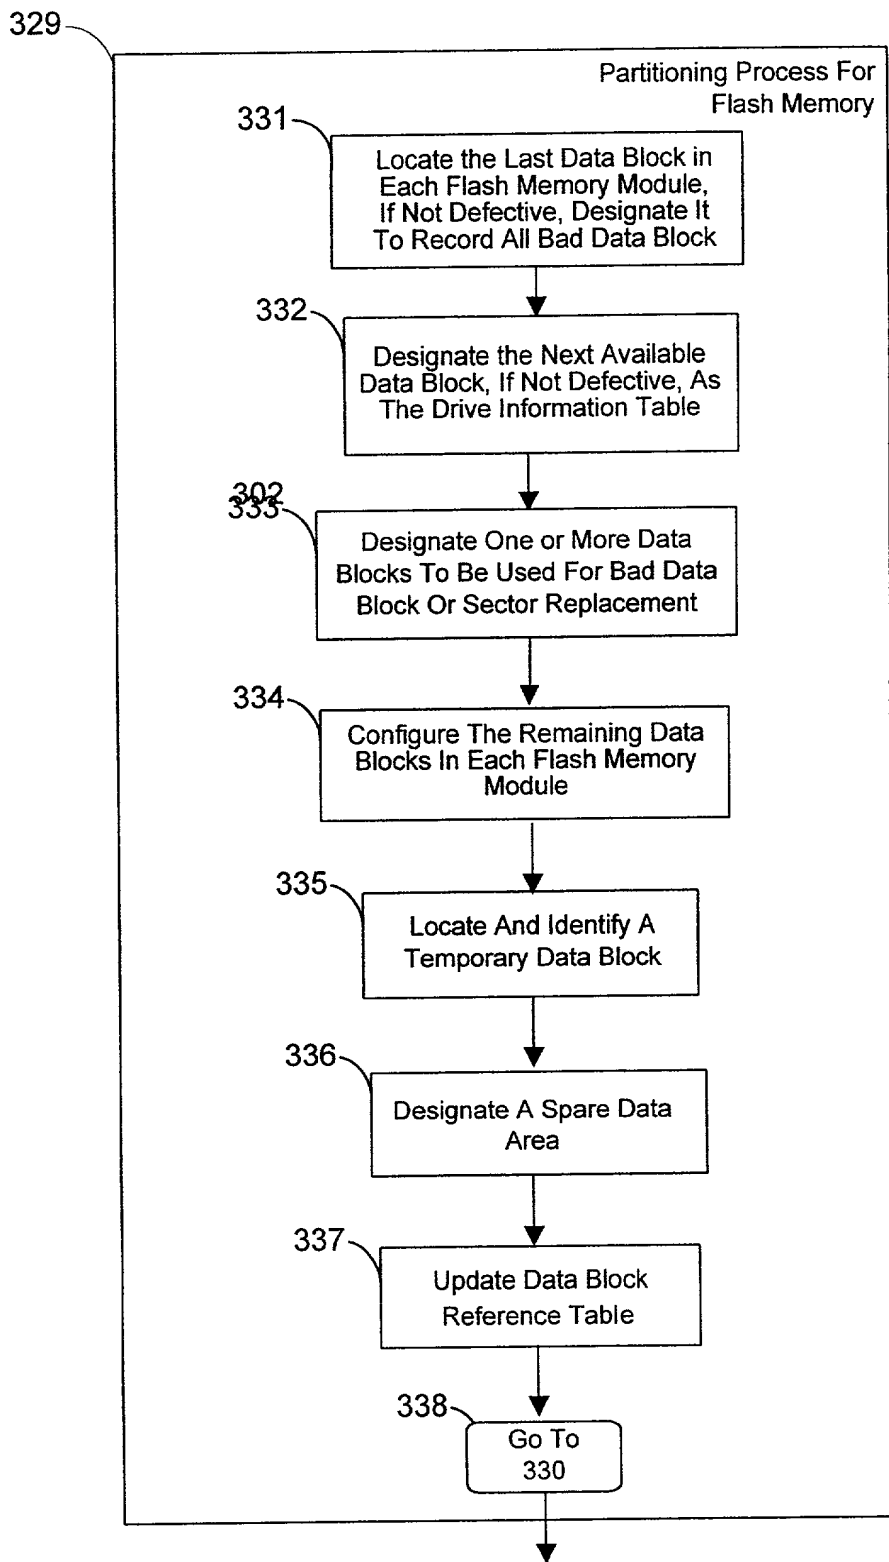 329
Partitioning Process For
Flash Memory
331
Locate the Last Data Block in
Each Flash Memory Module,
If Not Defective, Designate It
To Record All Bad Data Block
332
Designate the Next Available
Data Block, If Not Defective, As
The Drive Information Table
302
333
Designate One or More Data
Blocks To Be Used For Bad Data
Block Or Sector Replacement
334
Configure The Remaining Data
Blocks In Each Flash Memory
Module
335
Locate And Identify A
Temporary Data Block
336
Designate A Spare Data
Area
337
Update Data Block
Reference Table
338
Go To
330